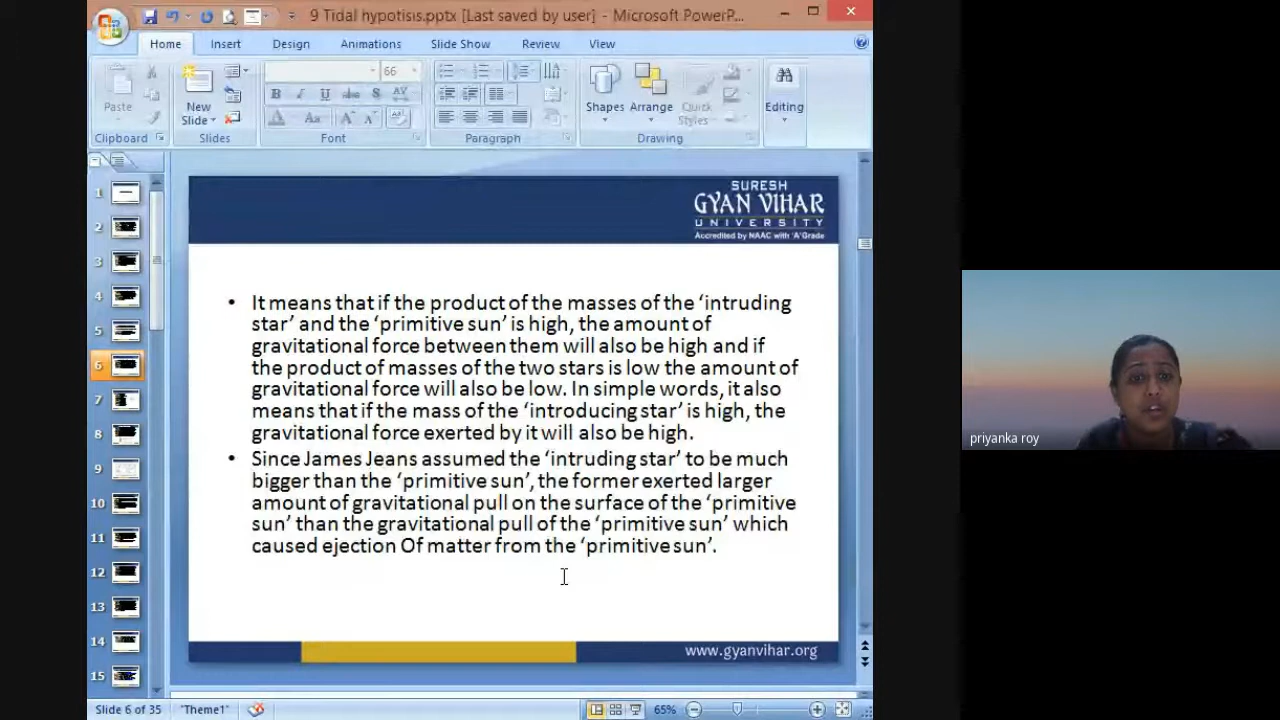 9 Tidal hypotisis.pptx [Last saved by user] - Microsoft PowerP...
Home Insert Design Animations Slide Show Review View
66
Paste
New
Slide
Shapes Arrange Quick
Styles
Editing
Clipboard Slides Font Paragraph Drawing
1
2
3
4
5
6
7
8
9
10
11
12
13
14
15
SURESH
GYAN VIHAR
UNIVERSITY
Accredited by NAAC with 'A' Grade
• It means that if the product of the masses of the ‘intruding
star’ and the ‘primitive sun’ is high, the amount of
gravitational force between them will also be high and if
the product of masses of the two stars is low the amount of
gravitational force will also be low. In simple words, it also
means that if the mass of the ‘introducing star’ is high, the
gravitational force exerted by it will also be high.
• Since James Jeans assumed the ‘intruding star’ to be much
bigger than the ‘primitive sun’, the former exerted larger
amount of gravitational pull on the surface of the ‘primitive
sun’ than the gravitational pull of the ‘primitive sun’ which
caused ejection Of matter from the ‘primitive sun’.
www.gyanvihar.org
Slide 6 of 35 "Theme1" 65%
priyanka roy